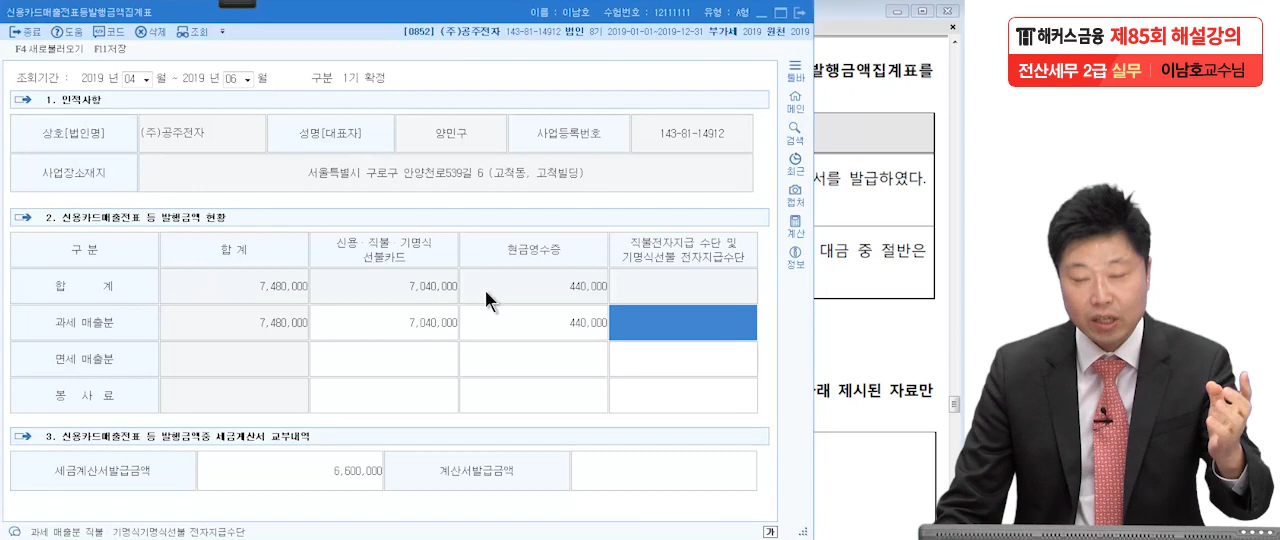 신용카드매출전표등발행금액집계표
이름 : 이남호 수험번호 : 12111111 유형 : A형
종료 도움 코드 삭제 조회
[0852] (주)공주전자 143-81-14912 법인 8기 2019-01-01~2019-12-31 부가세 2019 원천 2019
F4 새로불러오기 F11저장
조회기간 : 2019 년 04 월 ~ 2019 년 06 월 구분 1기 확정
1. 인적사항
상호[법인명] (주)공주전자 성명[대표자] 양민구 사업등록번호 143-81-14912
사업장소재지 서울특별시 구로구 안양천로539길 6 (고척동, 고척빌딩)
2. 신용카드매출전표 등 발행금액 현황
구 분 합 계 신용 · 직불 · 기명식 선불카드 현금영수증 직불전자지급 수단 및 기명식선불 전자지급수단
합 계 7,480,000 7,040,000 440,000
과세 매출분 7,480,000 7,040,000 440,000
면세 매출분
봉 사 료
3. 신용카드매출전표 등 발행금액중 세금계산서 교부내역
세금계산서발급금액 6,600,000 계산서발급금액
과세 매출분 직불 · 기명식기명식선불 전자지급수단
가
툴바
메인
검색
최근
캡처
계산
정보
발행금액집계표를
서를 발급하였다.
대금 중 절반은
래 제시된 자료만
해커스금융 제85회 해설강의
전산세무 2급 실무 이남호교수님